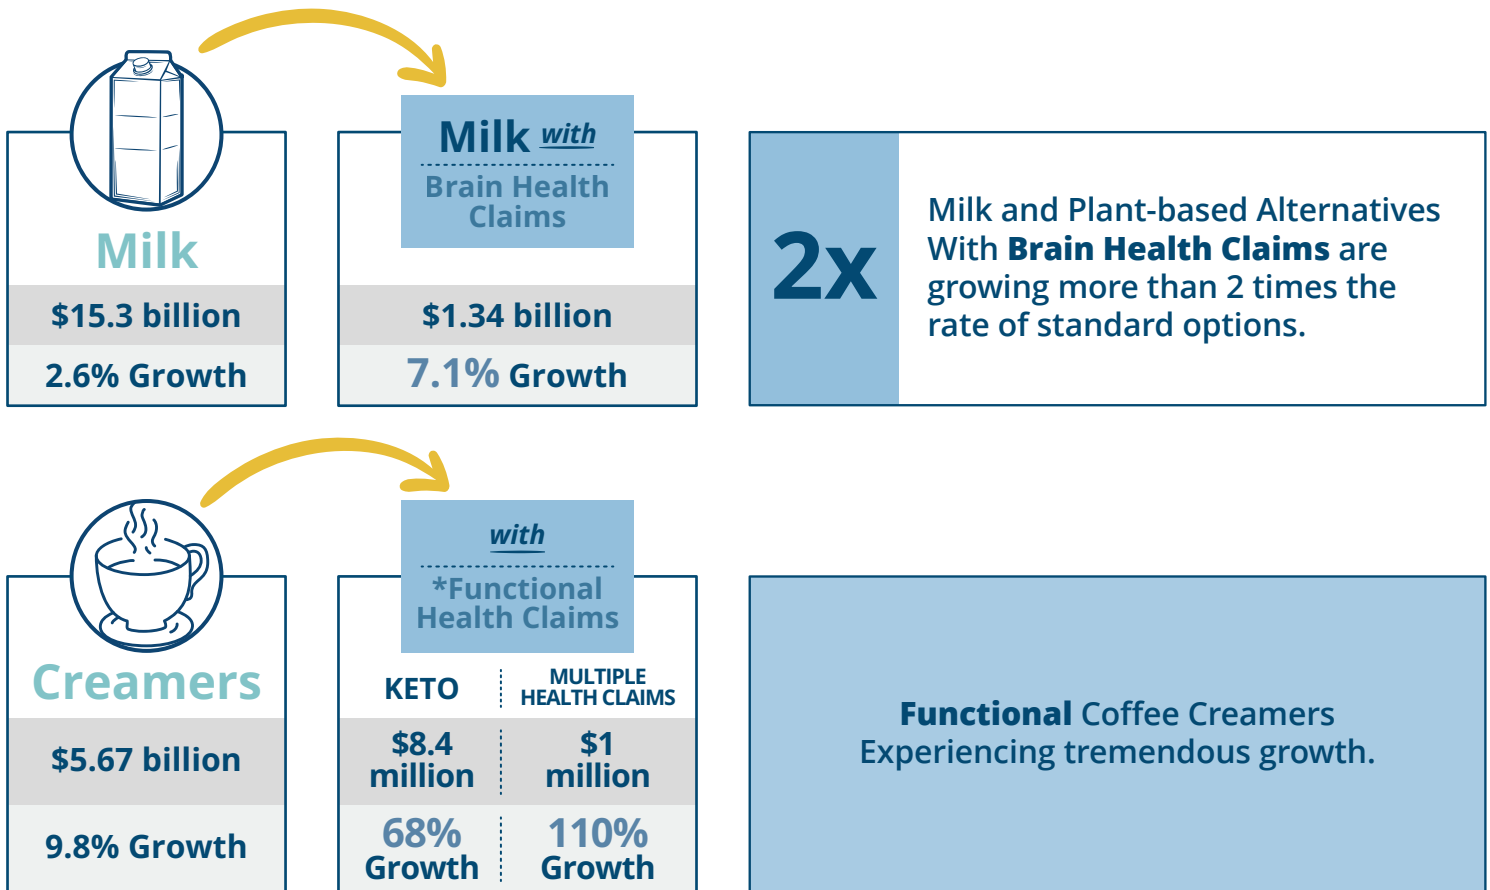 Milk
$15.3 billion
2.6% Growth
Milk with
Brain Health
Claims
$1.34 billion
7.1% Growth
2x
Milk and Plant-based Alternatives
With Brain Health Claims are
growing more than 2 times the
rate of standard options.
Creamers
$5.67 billion
9.8% Growth
with
*Functional
Health Claims
KETO
$8.4
million
68%
Growth
MULTIPLE
HEALTH CLAIMS
$1
million
110%
Growth
Functional Coffee Creamers
Experiencing tremendous growth.